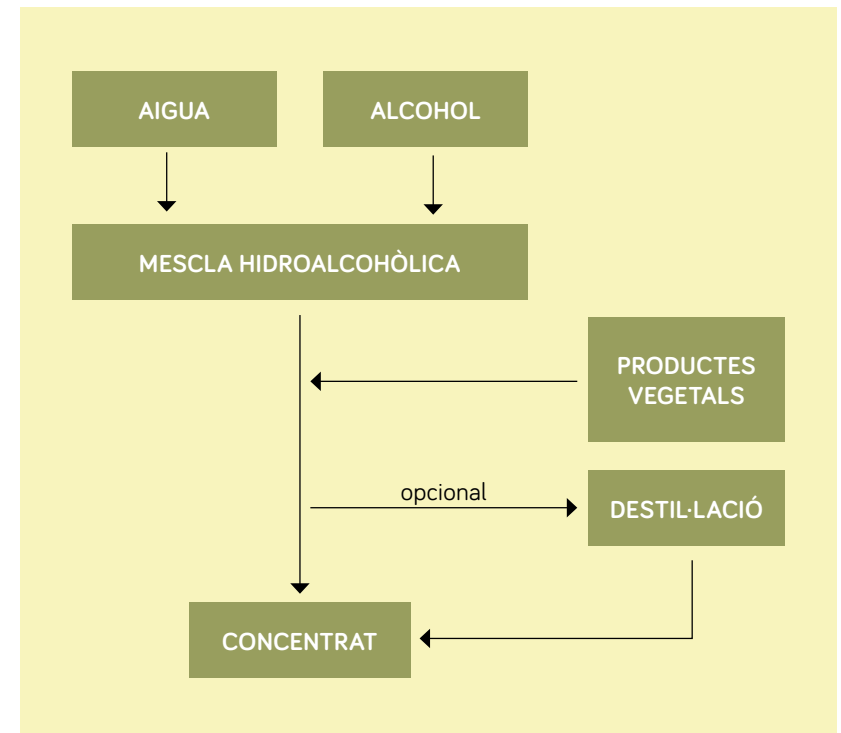 AIGUA
ALCOHOL
MESCLA HIDROALCOHÒLICA
PRODUCTES
VEGETALS
opcional
DESTIL·LACIÓ
CONCENTRAT